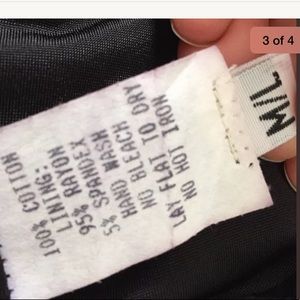 3 of 4
M/L
100% COTTON
LINING:
95% RAYON
5% SPANDEX
HAND WASH
NO BLEACH
LAY FLAT TO DRY
NO HOT IRON